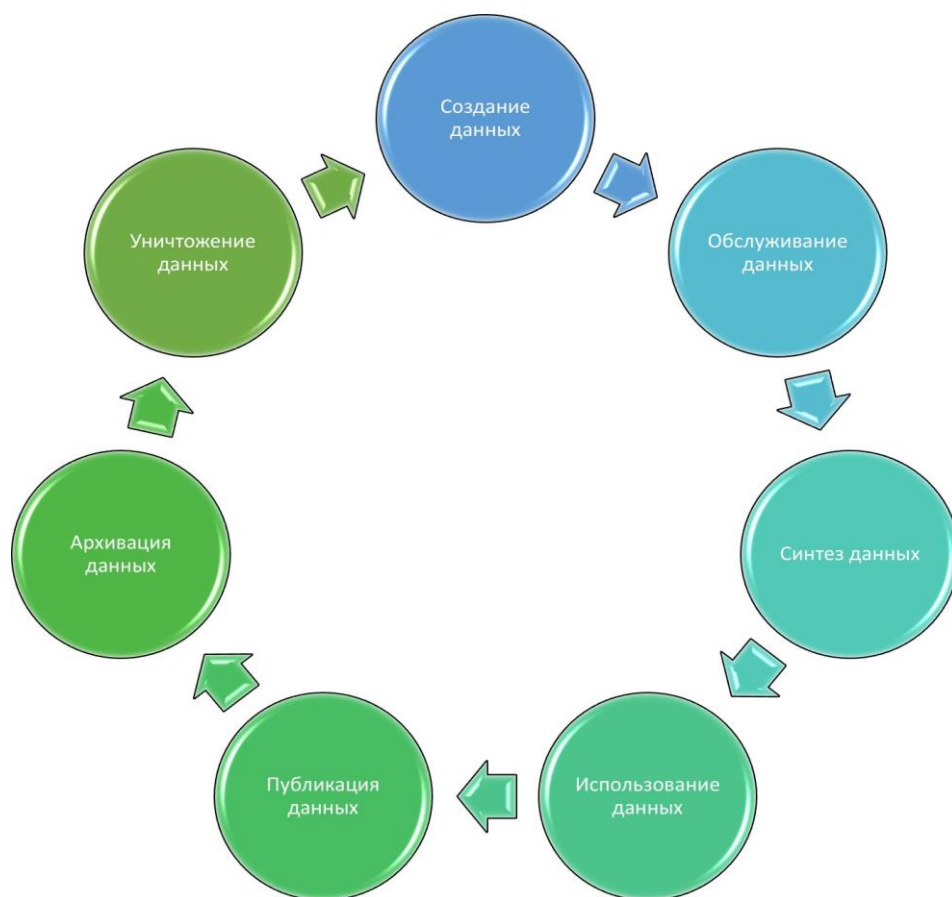 Создание
данных
Обслуживание
данных
Синтез данных
Использование
данных
Публикация
данных
Архивация
данных
Уничтожение
данных